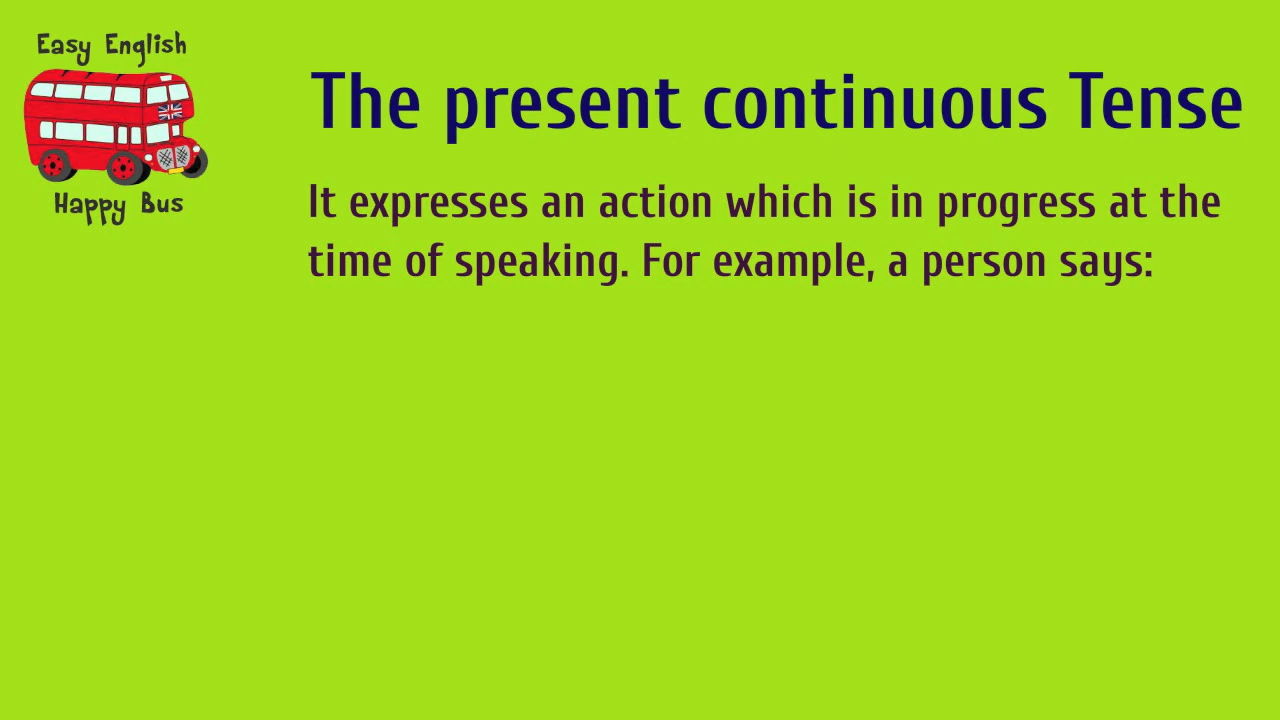 Easy English
Happy Bus
The present continuous Tense
It expresses an action which is in progress at the
time of speaking. For example, a person says: